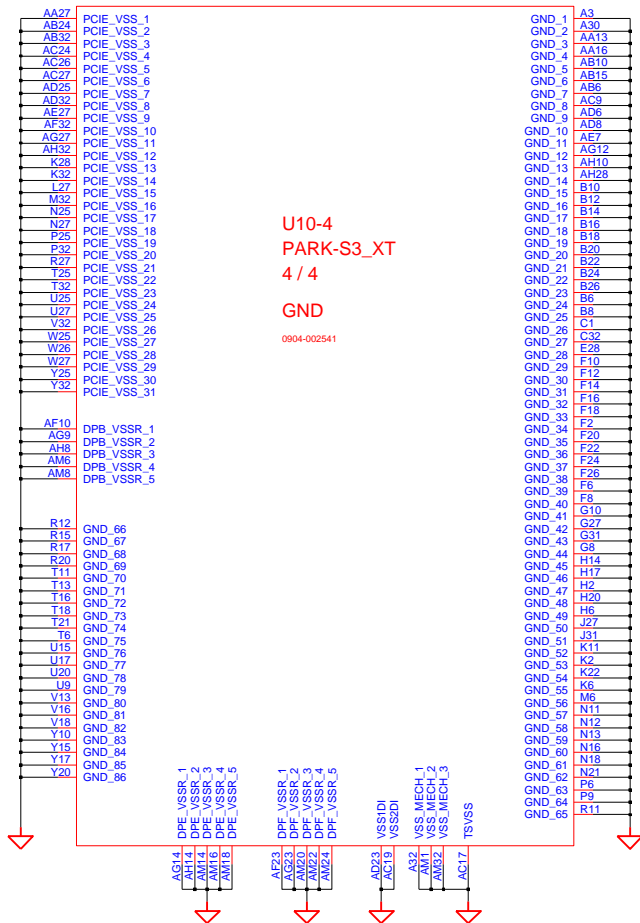 AA27 PCIE_VSS_1
AB24 PCIE_VSS_2
AB32 PCIE_VSS_3
AC24 PCIE_VSS_4
AC26 PCIE_VSS_5
AC27 PCIE_VSS_6
AD25 PCIE_VSS_7
AD32 PCIE_VSS_8
AE27 PCIE_VSS_9
AF32 PCIE_VSS_10
AG27 PCIE_VSS_11
AH32 PCIE_VSS_12
K28 PCIE_VSS_13
K32 PCIE_VSS_14
L27 PCIE_VSS_15
M32 PCIE_VSS_16
N25 PCIE_VSS_17
N27 PCIE_VSS_18
P25 PCIE_VSS_19
P32 PCIE_VSS_20
R27 PCIE_VSS_21
T25 PCIE_VSS_22
T32 PCIE_VSS_23
U25 PCIE_VSS_24
U27 PCIE_VSS_25
V32 PCIE_VSS_26
W25 PCIE_VSS_27
W26 PCIE_VSS_28
W27 PCIE_VSS_29
Y25 PCIE_VSS_30
Y32 PCIE_VSS_31
AF10 DPB_VSSR_1
AG9 DPB_VSSR_2
AH8 DPB_VSSR_3
AM6 DPB_VSSR_4
AM8 DPB_VSSR_5
R12 GND_66
R15 GND_67
R17 GND_68
R20 GND_69
T11 GND_70
T13 GND_71
T16 GND_72
T18 GND_73
T21 GND_74
T6 GND_75
U15 GND_76
U17 GND_77
U20 GND_78
U9 GND_79
V13 GND_80
V16 GND_81
V18 GND_82
Y10 GND_83
Y15 GND_84
Y17 GND_85
Y20 GND_86
U10-4
PARK-S3_XT
4 / 4
GND
0904-002541
GND_1 A3
GND_2 A30
GND_3 AA13
GND_4 AA16
GND_5 AB10
GND_6 AB15
GND_7 AB6
GND_8 AC9
GND_9 AD6
GND_10 AD8
GND_11 AE7
GND_12 AG12
GND_13 AH10
GND_14 AH28
GND_15 B10
GND_16 B12
GND_17 B14
GND_18 B16
GND_19 B18
GND_20 B20
GND_21 B22
GND_22 B24
GND_23 B26
GND_24 B6
GND_25 B8
GND_26 C1
GND_27 C32
GND_28 E28
GND_29 F10
GND_30 F12
GND_31 F14
GND_32 F16
GND_33 F18
GND_34 F2
GND_35 F20
GND_36 F22
GND_37 F24
GND_38 F26
GND_39 F6
GND_40 F8
GND_41 G10
GND_42 G27
GND_43 G31
GND_44 G8
GND_45 H14
GND_46 H17
GND_47 H2
GND_48 H20
GND_49 H6
GND_50 J27
GND_51 J31
GND_52 K11
GND_53 K2
GND_54 K22
GND_55 K6
GND_56 M6
GND_57 N11
GND_58 N12
GND_59 N13
GND_60 N16
GND_61 N18
GND_62 N21
GND_63 P6
GND_64 P9
GND_65 R11
AG14 DPE_VSSR_1
AH14 DPE_VSSR_2
AM14 DPE_VSSR_3
AM16 DPE_VSSR_4
AM18 DPE_VSSR_5
AF23 DPF_VSSR_1
AG23 DPF_VSSR_2
AM20 DPF_VSSR_3
AM22 DPF_VSSR_4
AM24 DPF_VSSR_5
AD23 VSS1DI
AC19 VSS2DI
A32 VSS_MECH_1
AM1 VSS_MECH_2
AM32 VSS_MECH_3
AC17 TSVSS